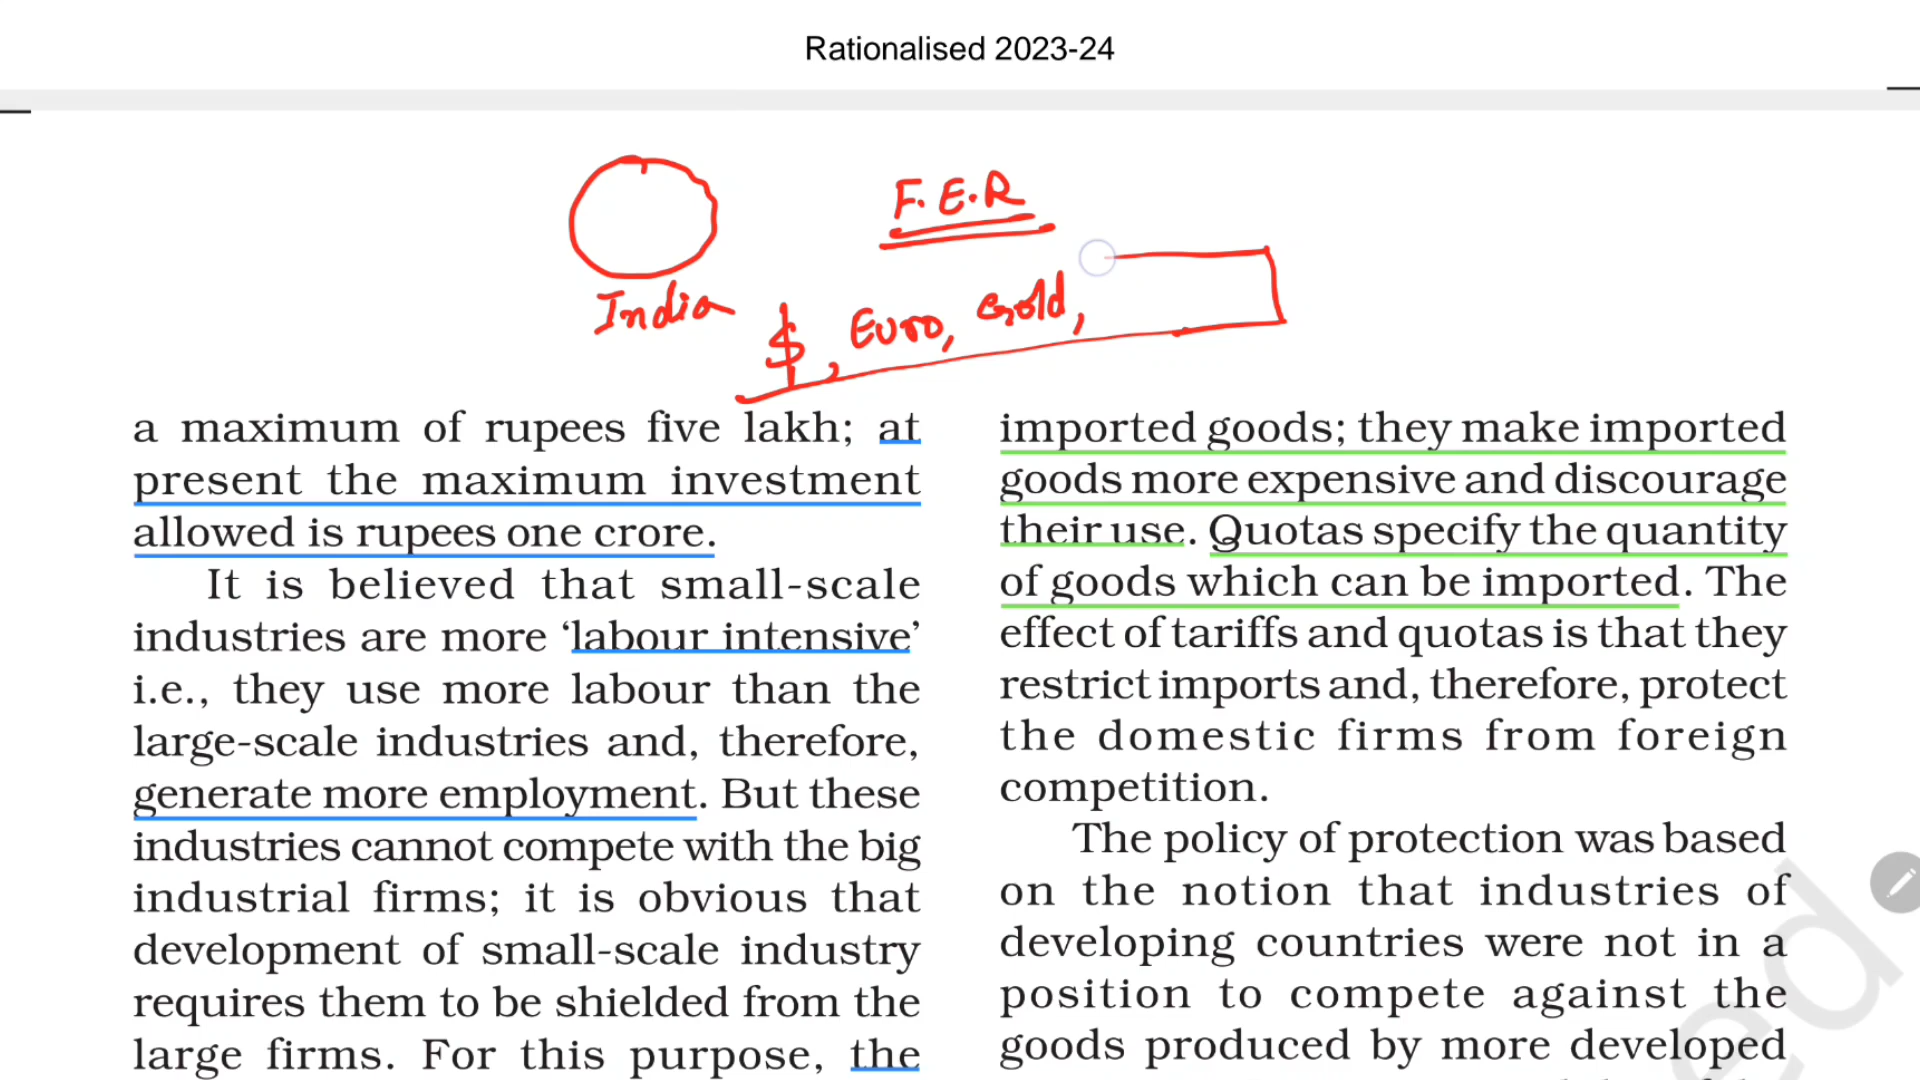 Rationalised 2023-24
F.E.R
India
$, Euro, Gold,
a maximum of rupees five lakh; at
present the maximum investment
allowed is rupees one crore.
It is believed that small-scale
industries are more ‘labour intensive’
i.e., they use more labour than the
large-scale industries and, therefore,
generate more employment. But these
industries cannot compete with the big
industrial firms; it is obvious that
development of small-scale industry
requires them to be shielded from the
large firms. For this purpose, the
imported goods; they make imported
goods more expensive and discourage
their use. Quotas specify the quantity
of goods which can be imported. The
effect of tariffs and quotas is that they
restrict imports and, therefore, protect
the domestic firms from foreign
competition.
The policy of protection was based
on the notion that industries of
developing countries were not in a
position to compete against the
goods produced by more developed